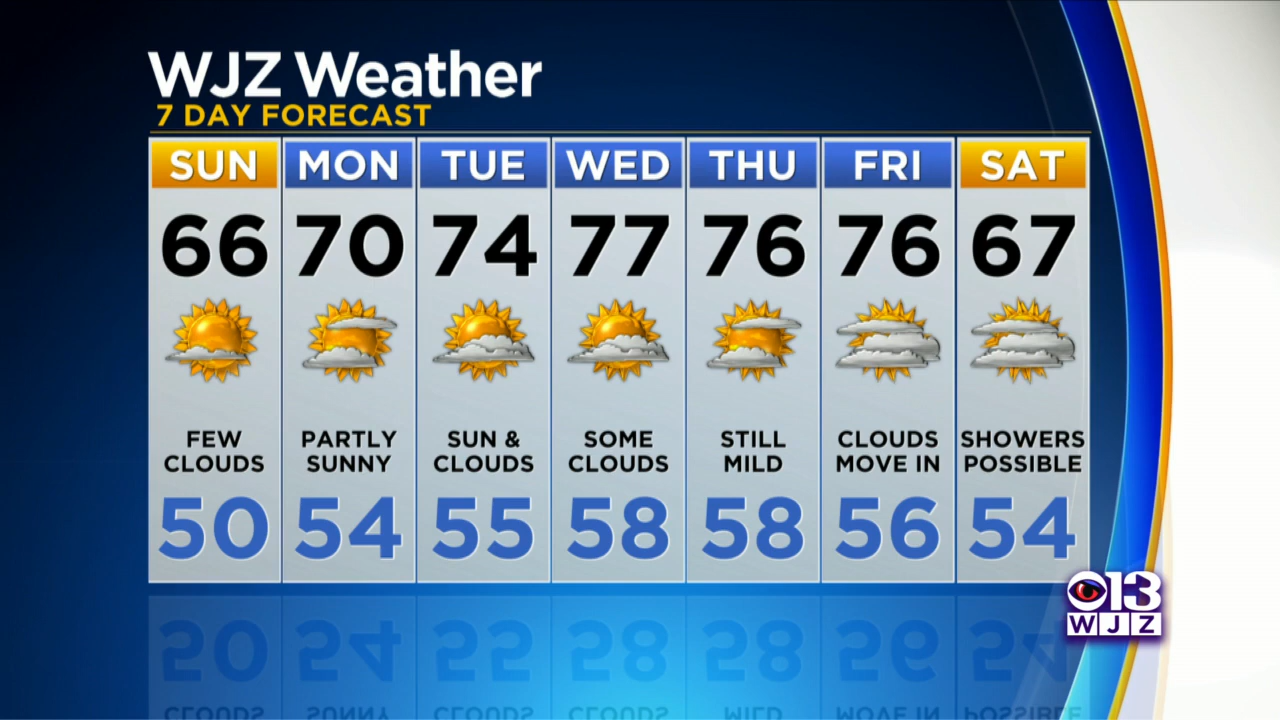 WJZ Weather
7 DAY FORECAST
SUN MON TUE WED THU FRI SAT
66 70 74 77 76 76 67
FEW PARTLY SUN & SOME STILL CLOUDS SHOWERS
CLOUDS SUNNY CLOUDS CLOUDS MILD MOVE IN POSSIBLE
50 54 55 58 58 56 54
13
WJZ